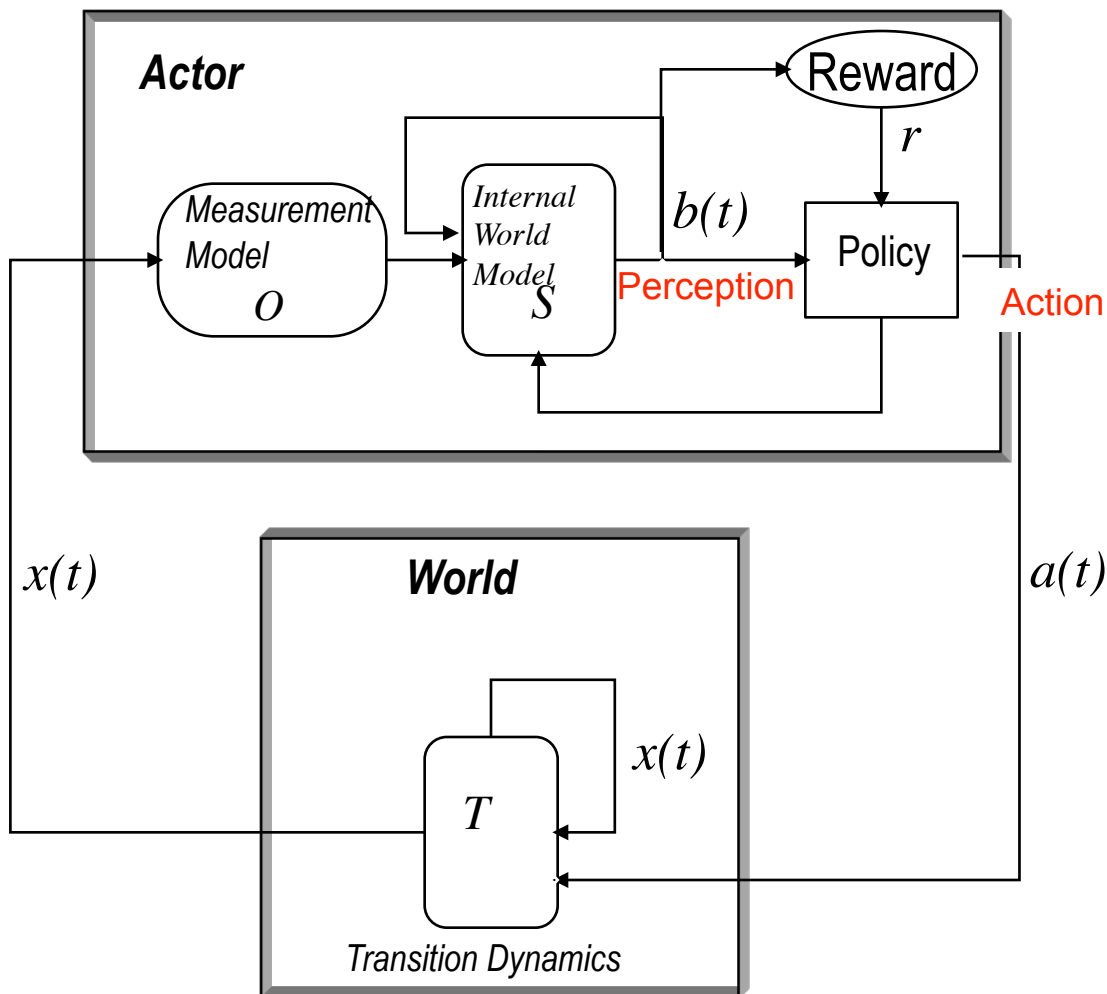 Actor
Reward
r
Measurement
Model
O
Internal
World
Model
S
b(t)
Perception
Policy
Action
x(t)
World
a(t)
x(t)
T
Transition Dynamics